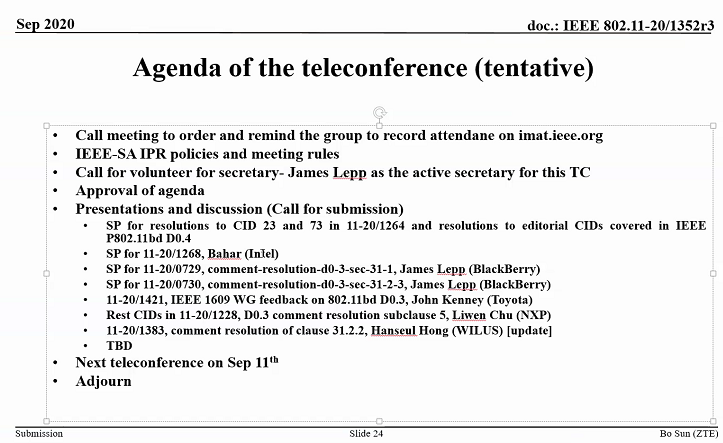 Sep 2020 doc.: IEEE 802.11-20/1352r3
Agenda of the teleconference (tentative)
• Call meeting to order and remind the group to record attendane on imat.ieee.org
• IEEE-SA IPR policies and meeting rules
• Call for volunteer for secretary- James Lepp as the active secretary for this TC
• Approval of agenda
• Presentations and discussion (Call for submission)
• SP for resolutions to CID 23 and 73 in 11-20/1264 and resolutions to editorial CIDs covered in IEEE
P802.11bd D0.4
• SP for 11-20/1268, Bahar (Intel)
• SP for 11-20/0729, comment-resolution-d0-3-sec-31-1, James Lepp (BlackBerry)
• SP for 11-20/0730, comment-resolution-d0-3-sec-31-2-3, James Lepp (BlackBerry)
• 11-20/1421, IEEE 1609 WG feedback on 802.11bd D0.3, John Kenney (Toyota)
• Rest CIDs in 11-20/1228, D0.3 comment resolution subclause 5, Liwen Chu (NXP)
• 11-20/1383, comment resolution of clause 31.2.2, Hanseul Hong (WILUS) [update]
• TBD
• Next teleconference on Sep 11th
• Adjourn
Submission Slide 24 Bo Sun (ZTE)